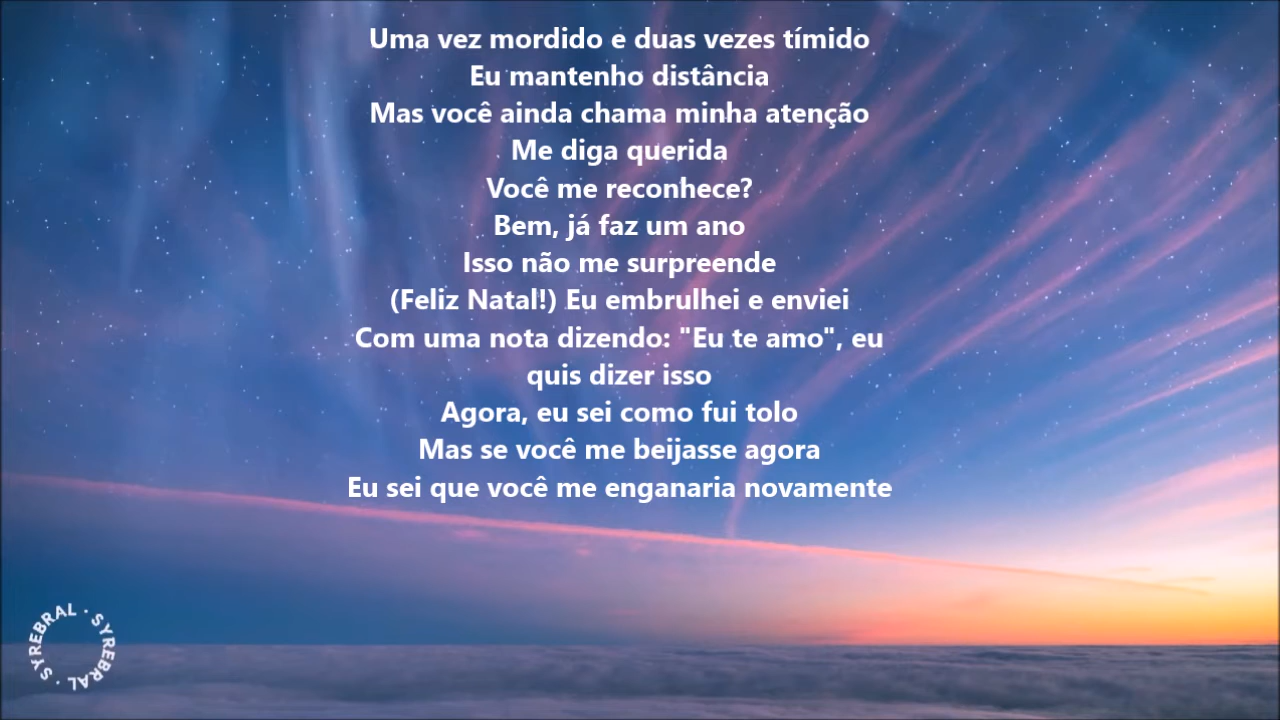 Uma vez mordido e duas vezes tímido
Eu mantenho distância
Mas você ainda chama minha atenção
Me diga querida
Você me reconhece?
Bem, já faz um ano
Isso não me surpreende
(Feliz Natal!) Eu embrulhei e enviei
Com uma nota dizendo: "Eu te amo", eu
quis dizer isso
Agora, eu sei como fui tolo
Mas se você me beijasse agora
Eu sei que você me enganaria novamente
SYREBRAL · SYREBRAL ·